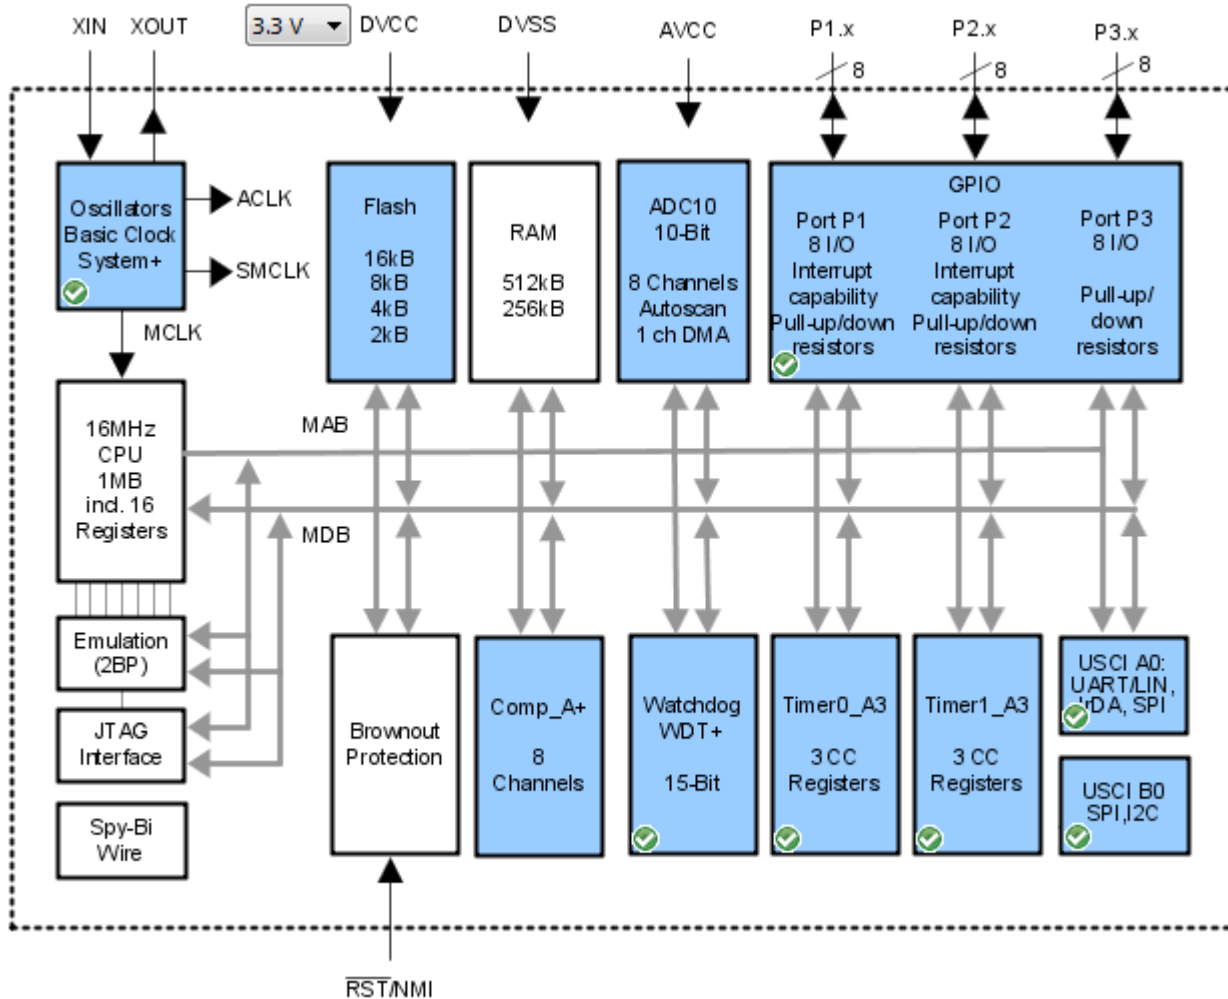 XIN XOUT 3.3 V DVCC DVSS AVCC P1.x P2.x P3.x
8 8 8
Oscillators
Basic Clock
System+
ACLK
SMCLK
MCLK
Flash
16kB
8kB
4kB
2kB
RAM
512kB
256kB
ADC10
10-Bit
8 Channels
Autoscan
1 ch DMA
GPIO
Port P1
8 I/O
Interrupt
capability
Pull-up/down
resistors
Port P2
8 I/O
Interrupt
capability
Pull-up/down
resistors
Port P3
8 I/O
Pull-up/
down
resistors
16MHz
CPU
1MB
incl. 16
Registers
MAB
MDB
Emulation
(2BP)
JTAG
Interface
Spy-Bi
Wire
Brownout
Protection
Comp_A+
8
Channels
Watchdog
WDT+
15-Bit
Timer0_A3
3 CC
Registers
Timer1_A3
3 CC
Registers
USCI A0:
UART/LIN,
IrDA, SPI
USCI B0
SPI,I2C
RST/NMI